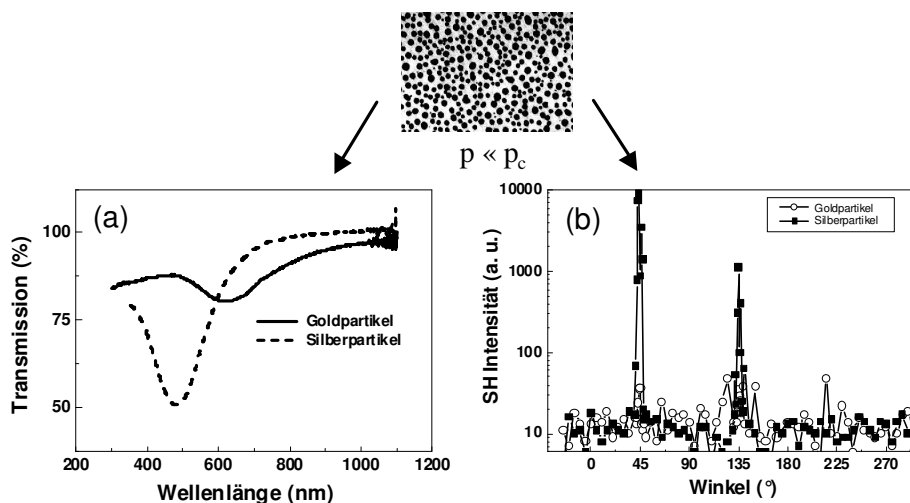 p « pc
(a)
100
75
50
Transmission (%)
Goldpartikel
Silberpartikel
200 400 600 800 1000 1200
Wellenlänge (nm)
(b)
10000
1000
100
10
SH Intensität (a. u.)
Goldpartikel
Silberpartikel
0 45 90 135 180 225 270
Winkel (°)